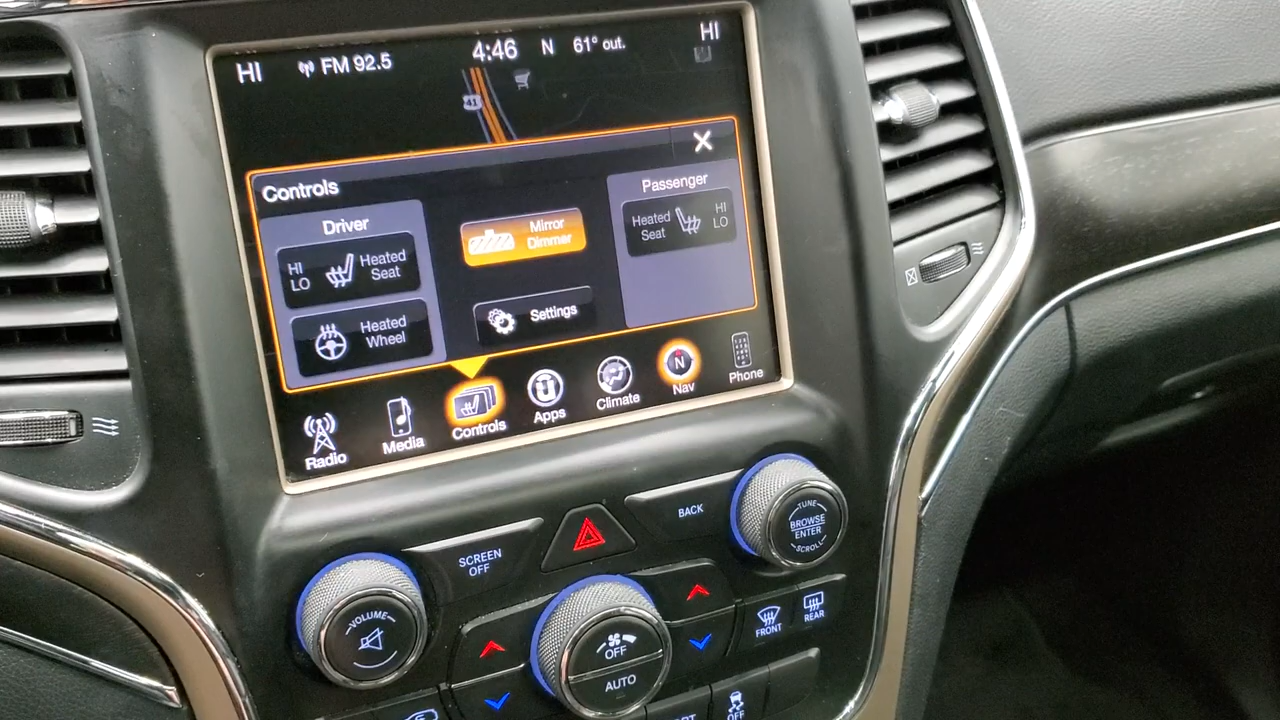 HI
FM 92.5
4:46 N 61° out.
HI
41
Controls
Driver
HI
LO
Heated
Seat
Heated
Wheel
Mirror
Dimmer
Settings
Passenger
Heated
Seat
HI
LO
Radio
Media
Controls
Apps
Climate
N
Nav
Phone
SCREEN
OFF
BACK
TUNE
BROWSE
ENTER
SCROLL
VOLUME
OFF
AUTO
FRONT
REAR
OFF